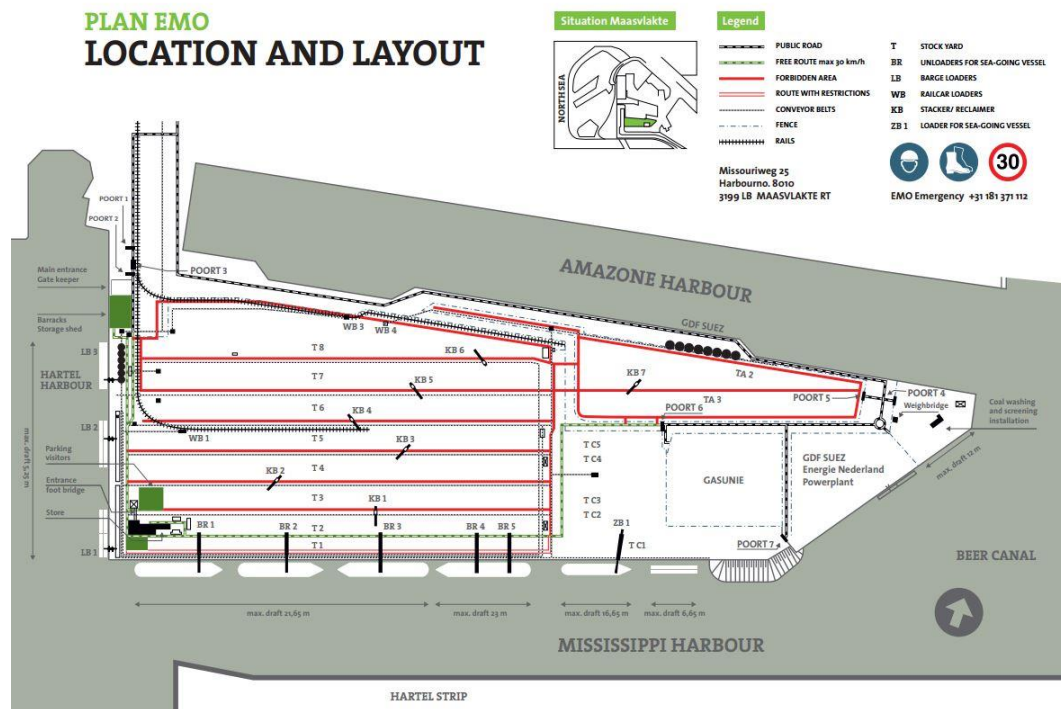 PLAN EMO
LOCATION AND LAYOUT
Situation Maasvlakte
NORTH SEA
Legend
PUBLIC ROAD
FREE ROUTE max 30 km/h
FORBIDDEN AREA
ROUTE WITH RESTRICTIONS
CONVEYOR BELTS
FENCE
RAILS
T STOCK YARD
BR UNLOADERS FOR SEA-GOING VESSEL
LB BARGE LOADERS
WB RAILCAR LOADERS
KB STACKER/ RECLAIMER
ZB 1 LOADER FOR SEA-GOING VESSEL
30
Missouriweg 25
Harbourno. 8010
3199 LB MAASVLAKTE RT
EMO Emergency +31 181 371 112
POORT 1
POORT 2
POORT 3
Main entrance
Gate keeper
Barracks
Storage shed
LB 3
HARTEL
HARBOUR
max. draft 5,25 m
LB 2
Parking
visitors
Entrance
foot bridge
Store
LB 1
AMAZONE HARBOUR
GDF SUEZ
WB 3
WB 4
T 8
KB 6
T 7
KB 5
KB 7
TA 2
TA 3
POORT 5
POORT 4
Weighbridge
Coal washing
and screening
installation
T 6
KB 4
POORT 6
WB 1
T 5
KB 3
T C5
T C4
T 4
KB 2
GASUNIE
GDF SUEZ
Energie Nederland
Powerplant
max. draft 12 m
T 3
KB 1
T C3
T C2
BR 1
BR 2
T 2
BR 3
BR 4
BR 5
ZB 1
T 1
T C1
POORT 7
BEER CANAL
max. draft 21,65 m
max. draft 23 m
max. draft 16,65 m
max. draft 6,65 m
MISSISSIPPI HARBOUR
HARTEL STRIP